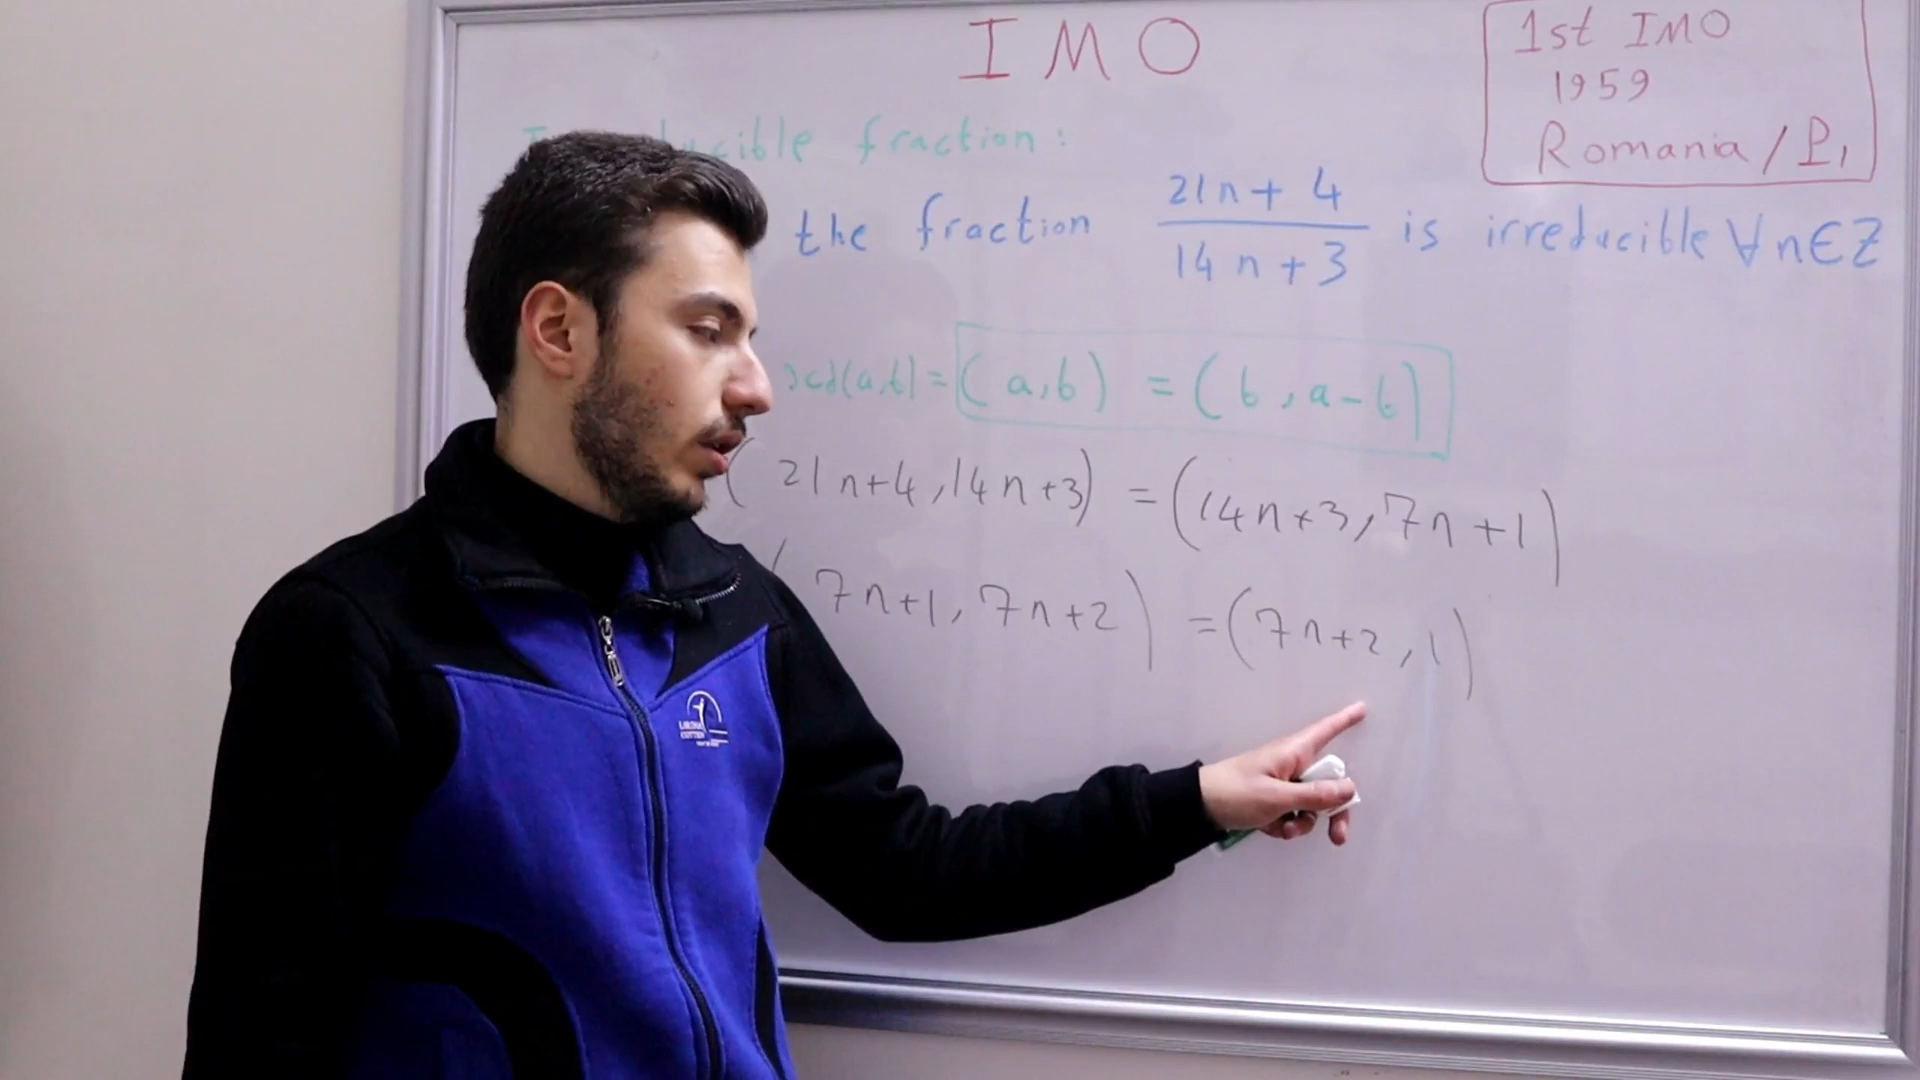 IMO
1st IMO
1959
Romania / P1
fraction:
the fraction (21n+4)/(14n+3) is irreducible ∀n∈Z
(a,b) = (b, a-b)
(21n+4, 14n+3) = (14n+3, 7n+1)
(7n+1, 7n+2) = (7n+2, 1)